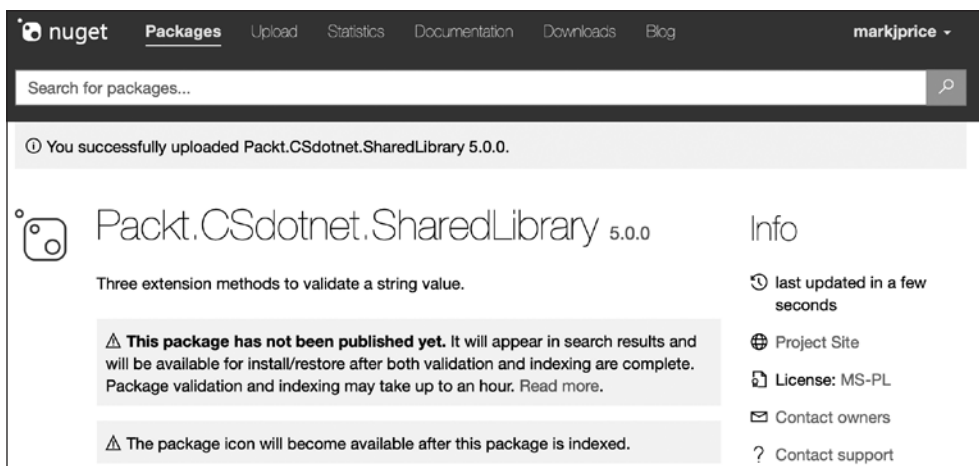 nuget Packages Upload Statistics Documentation Downloads Blog markjprice
Search for packages...
You successfully uploaded Packt.CSdotnet.SharedLibrary 5.0.0.
Packt.CSdotnet.SharedLibrary 5.0.0
Three extension methods to validate a string value.
This package has not been published yet. It will appear in search results and
will be available for install/restore after both validation and indexing are complete.
Package validation and indexing may take up to an hour. Read more.
The package icon will become available after this package is indexed.
Info
last updated in a few
seconds
Project Site
License: MS-PL
Contact owners
Contact support